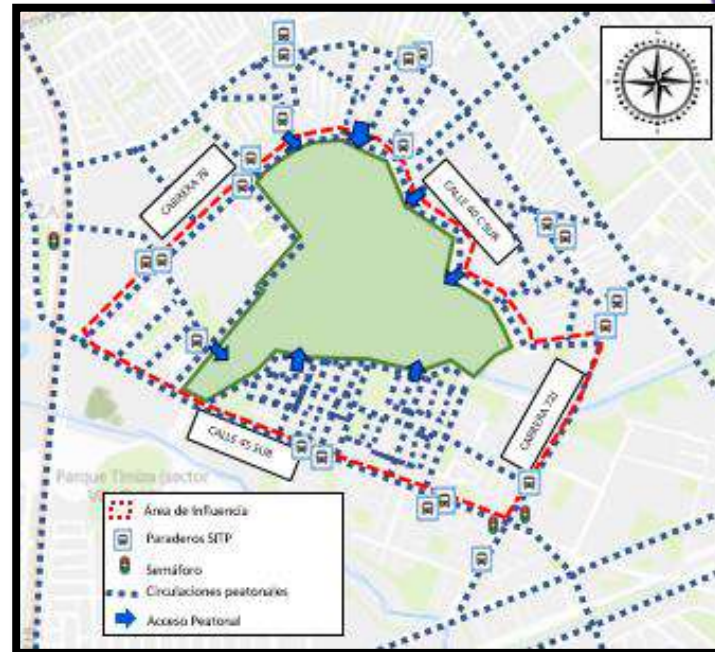 CARRERA 78
CALLE 40 C SUR
CARRERA 72I
CALLE 45 SUR
Parque Timiza (sector
Área de Influencia
Paraderos SITP
Semáforo
Circulaciones peatonales
Acceso Peatonal